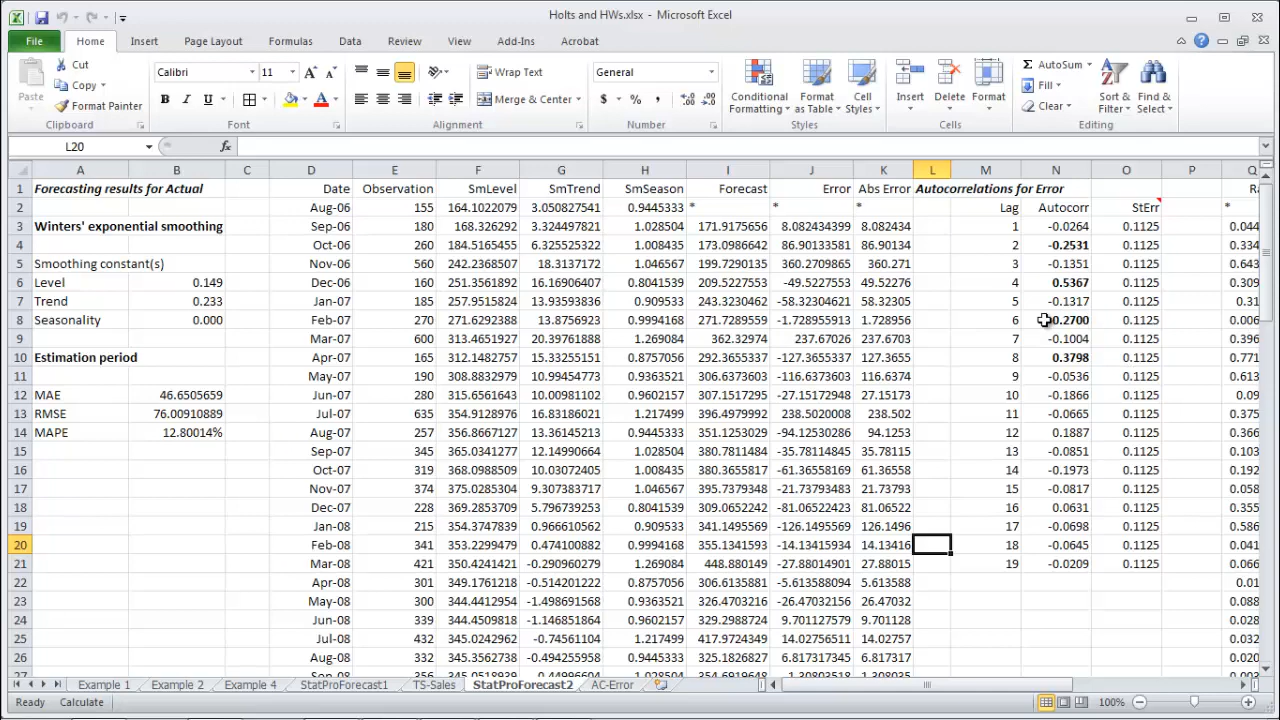 Holts and HWs.xlsx - Microsoft Excel
File Home Insert Page Layout Formulas Data Review View Add-Ins Acrobat
Paste Cut Copy Format Painter Clipboard
Calibri 11 B I U A Font
Wrap Text Merge & Center Alignment
General $ % , Number
Conditional Formatting Format as Table Cell Styles Styles
Insert Delete Format Cells
AutoSum Fill Clear Sort & Filter Find & Select Editing
L20 fx
A B C D E F G H I J K L M N O P Q
1 Forecasting results for Actual Date Observation SmLevel SmTrend SmSeason Forecast Error Abs Error Autocorrelations for Error
2 Aug-06 155 164.1022079 3.050827541 0.9445333 * * * Lag Autocorr StErr *
3 Winters' exponential smoothing Sep-06 180 168.326292 3.324497821 1.028504 171.9175656 8.082434399 8.082434 1 -0.0264 0.1125 0.044
4 Oct-06 260 184.5165455 6.325525322 1.008435 173.0986642 86.90133581 86.90134 2 -0.2531 0.1125 0.334
5 Smoothing constant(s) Nov-06 560 242.2368507 18.3137172 1.046567 199.7290135 360.2709865 360.271 3 -0.1351 0.1125 0.643
6 Level 0.149 Dec-06 160 251.3561892 16.16906407 0.8041539 209.5227553 -49.5227553 49.52276 4 0.5367 0.1125 0.309
7 Trend 0.233 Jan-07 185 257.9515824 13.93593836 0.909533 243.3230462 -58.32304621 58.32305 5 -0.1317 0.1125 0.31
8 Seasonality 0.000 Feb-07 270 271.6292388 13.8756923 0.9994168 271.7289559 -1.728955913 1.728956 6 0.2700 0.1125 0.006
9 Mar-07 600 313.4651927 20.39761888 1.269084 362.32974 237.67026 237.6703 7 -0.1004 0.1125 0.396
10 Estimation period Apr-07 165 312.1482757 15.33255151 0.8757056 292.3655337 -127.3655337 127.3655 8 0.3798 0.1125 0.771
11 May-07 190 308.8832979 10.99454773 0.9363521 306.6373603 -116.6373603 116.6374 9 -0.0536 0.1125 0.613
12 MAE 46.6505659 Jun-07 280 315.6561643 10.00981102 0.9602157 307.1517295 -27.15172948 27.15173 10 -0.1866 0.1125 0.09
13 RMSE 76.00910889 Jul-07 635 354.9128976 16.83186021 1.217499 396.4979992 238.5020008 238.502 11 -0.0665 0.1125 0.375
14 MAPE 12.80014% Aug-07 257 356.8667127 13.36145213 0.9445333 351.1253029 -94.12530286 94.1253 12 0.1887 0.1125 0.366
15 Sep-07 345 365.0341277 12.14990664 1.028504 380.7811484 -35.78114839 35.78115 13 -0.0851 0.1125 0.103
16 Oct-07 319 368.0988509 10.03072405 1.008435 380.3655817 -61.36558169 61.36558 14 -0.1973 0.1125 0.192
17 Nov-07 374 375.0285304 9.307383717 1.046567 395.7379348 -21.73793483 21.73793 15 -0.0817 0.1125 0.058
18 Dec-07 228 369.2853709 5.796739253 0.8041539 309.0652242 -81.06522423 81.06522 16 0.0631 0.1125 0.355
19 Jan-08 215 354.3747839 0.966610562 0.909533 341.1495569 -126.1495569 126.1496 17 -0.0698 0.1125 0.586
20 Feb-08 341 353.2299479 0.474100882 0.9994168 355.1341593 -14.13415934 14.13416 18 -0.0645 0.1125 0.041
21 Mar-08 421 350.4241421 -0.290960279 1.269084 448.880149 -27.88014901 27.88015 19 -0.0209 0.1125 0.066
22 Apr-08 301 349.1761218 -0.514201222 0.8757056 306.6135881 -5.613588094 5.613588 0.01
23 May-08 300 344.4412954 -1.498691568 0.9363521 326.4703216 -26.4703216 26.47032 0.088
24 Jun-08 339 344.4509818 -1.146851864 0.9602157 329.2988724 9.701127579 9.701128 0.028
25 Jul-08 432 345.0242962 -0.74561104 1.217499 417.9724349 14.02756511 14.02757 0.032
26 Aug-08 332 345.3562738 -0.494255958 0.9445333 325.1826827 6.817317345 6.817317 0.020
Example 1 Example 2 Example 4 StatProForecast1 TS-Sales StatProForecast2 AC-Error
Ready Calculate 100%